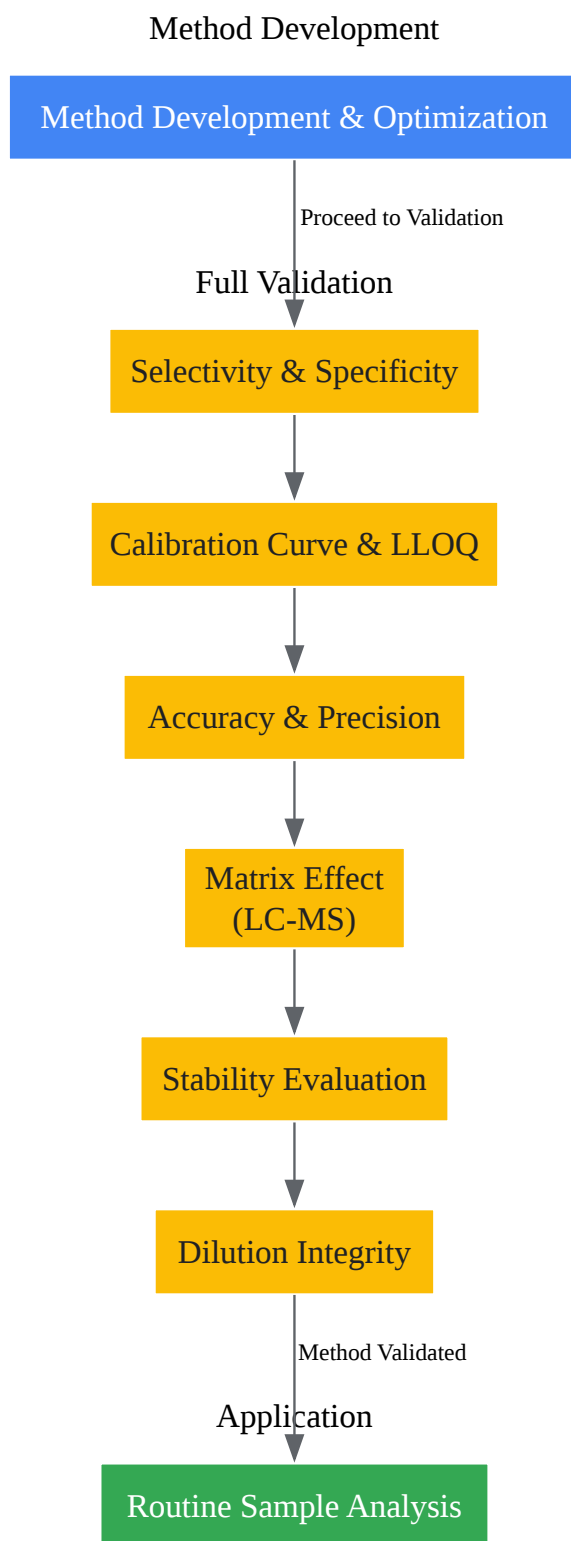 Method Development
Method Development & Optimization
Proceed to Validation
Full Validation
Selectivity & Specificity
Calibration Curve & LLOQ
Accuracy & Precision
Matrix Effect
(LC-MS)
Stability Evaluation
Dilution Integrity
Method Validated
Application
Routine Sample Analysis